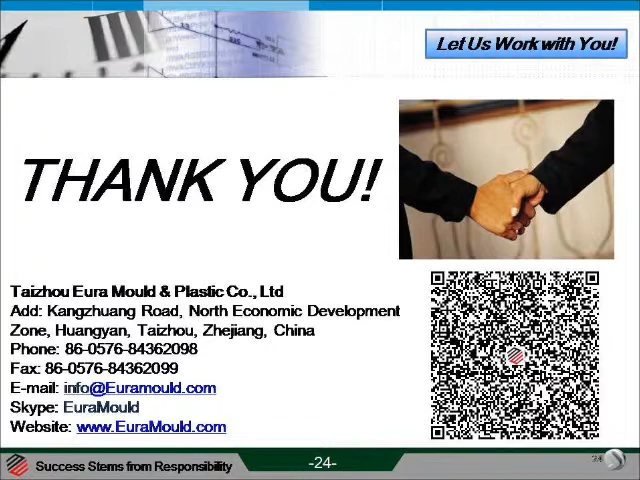 Let Us Work with You!
THANK YOU!
Taizhou Eura Mould & Plastic Co., Ltd
Add: Kangzhuang Road, North Economic Development
Zone, Huangyan, Taizhou, Zhejiang, China
Phone: 86-0576-84362098
Fax: 86-0576-84362099
E-mail: info@Euramould.com
Skype: EuraMould
Website: www.EuraMould.com
Success Stems from Responsibility
-24-
24